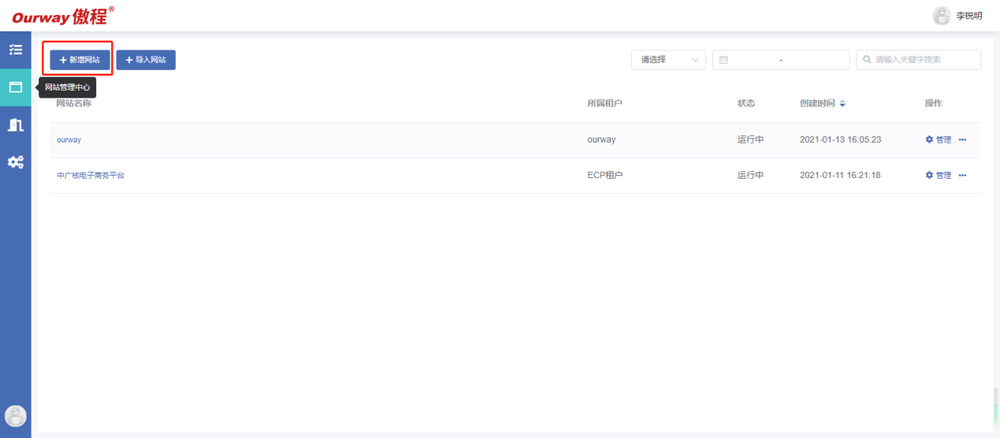 Ourway 傲程®
李锐明
新增网站
导入网站
请选择
-
请输入关键字搜素
网站管理中心
网站名称
所属租户
状态
创建时间
操作
ourway
ourway
运行中
2021-01-13 16:05:23
管理
中广核电子商务平台
ECP租户
运行中
2021-01-11 16:21:18
管理